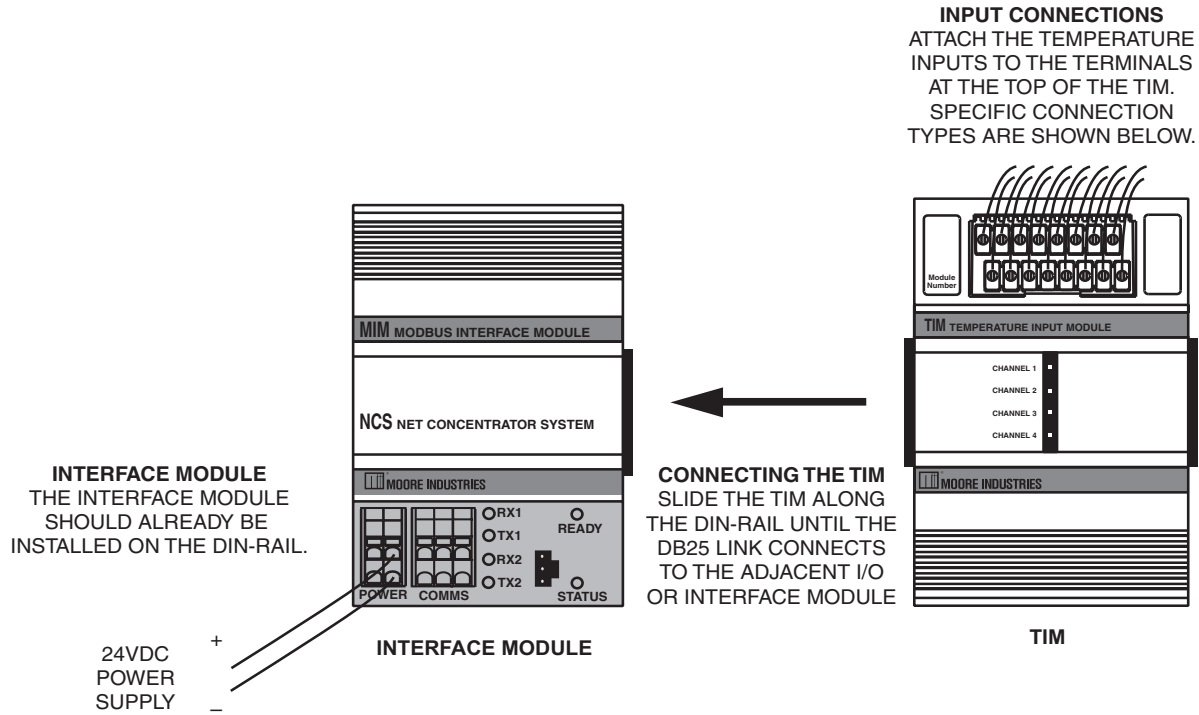 INPUT CONNECTIONS
ATTACH THE TEMPERATURE
INPUTS TO THE TERMINALS
AT THE TOP OF THE TIM.
SPECIFIC CONNECTION
TYPES ARE SHOWN BELOW.
Module
Number
MIM MODBUS INTERFACE MODULE
TIM TEMPERATURE INPUT MODULE
CHANNEL 1
CHANNEL 2
CHANNEL 3
CHANNEL 4
NCS NET CONCENTRATOR SYSTEM
INTERFACE MODULE
THE INTERFACE MODULE
SHOULD ALREADY BE
INSTALLED ON THE DIN-RAIL.
MOORE INDUSTRIES
RX1
TX1
RX2
TX2
READY
STATUS
POWER COMMS
CONNECTING THE TIM
SLIDE THE TIM ALONG
THE DIN-RAIL UNTIL THE
DB25 LINK CONNECTS
TO THE ADJACENT I/O
OR INTERFACE MODULE
MOORE INDUSTRIES
INTERFACE MODULE
TIM
+
24VDC
POWER
SUPPLY
–